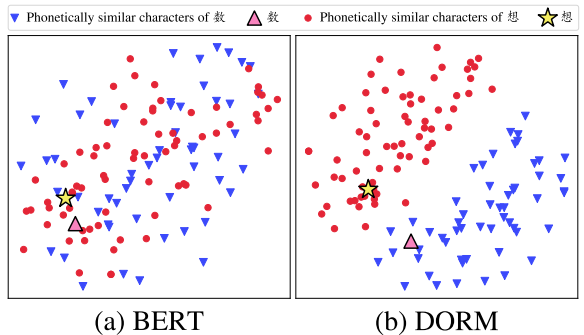 Phonetically similar characters of 数 数 Phonetically similar characters of 想 想
(a) BERT (b) DORM